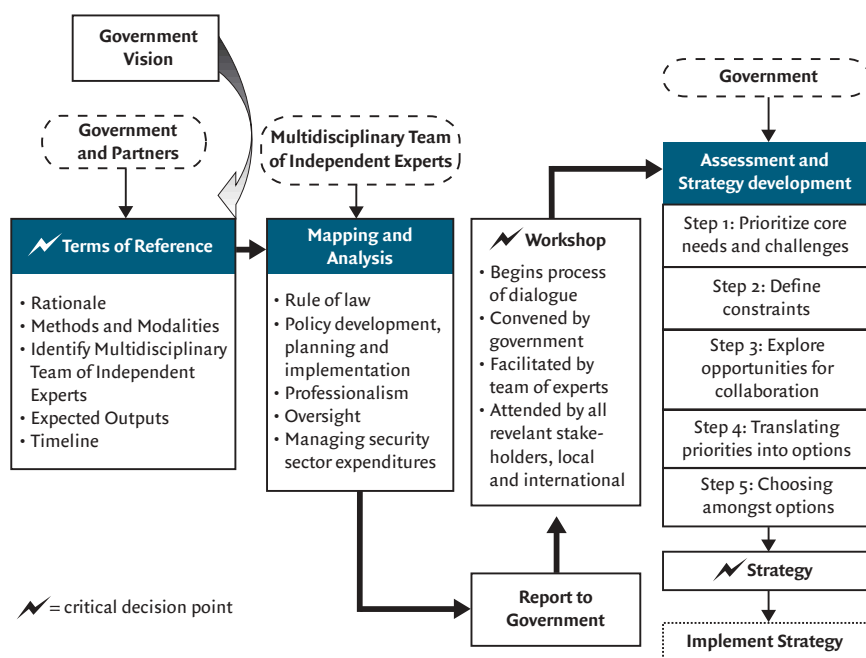 Government
Vision
Government
and Partners
Multidisciplinary Team
of Independent Experts
Government
Terms of Reference
• Rationale
• Methods and Modalities
• Identify Multidisciplinary
Team of Independent
Experts
• Expected Outputs
• Timeline
Mapping and
Analysis
• Rule of law
• Policy development,
planning and
implementation
• Professionalism
• Oversight
• Managing security
sector expenditures
Workshop
• Begins process
of dialogue
• Convened by
government
• Facilitated by
team of experts
• Attended by all
revelant stake-
holders, local
and international
Report to
Government
Assessment and
Strategy development
Step 1: Prioritize core
needs and challenges
Step 2: Define
constraints
Step 3: Explore
opportunities for
collaboration
Step 4: Translating
priorities into options
Step 5: Choosing
amongst options
Strategy
Implement Strategy
= critical decision point